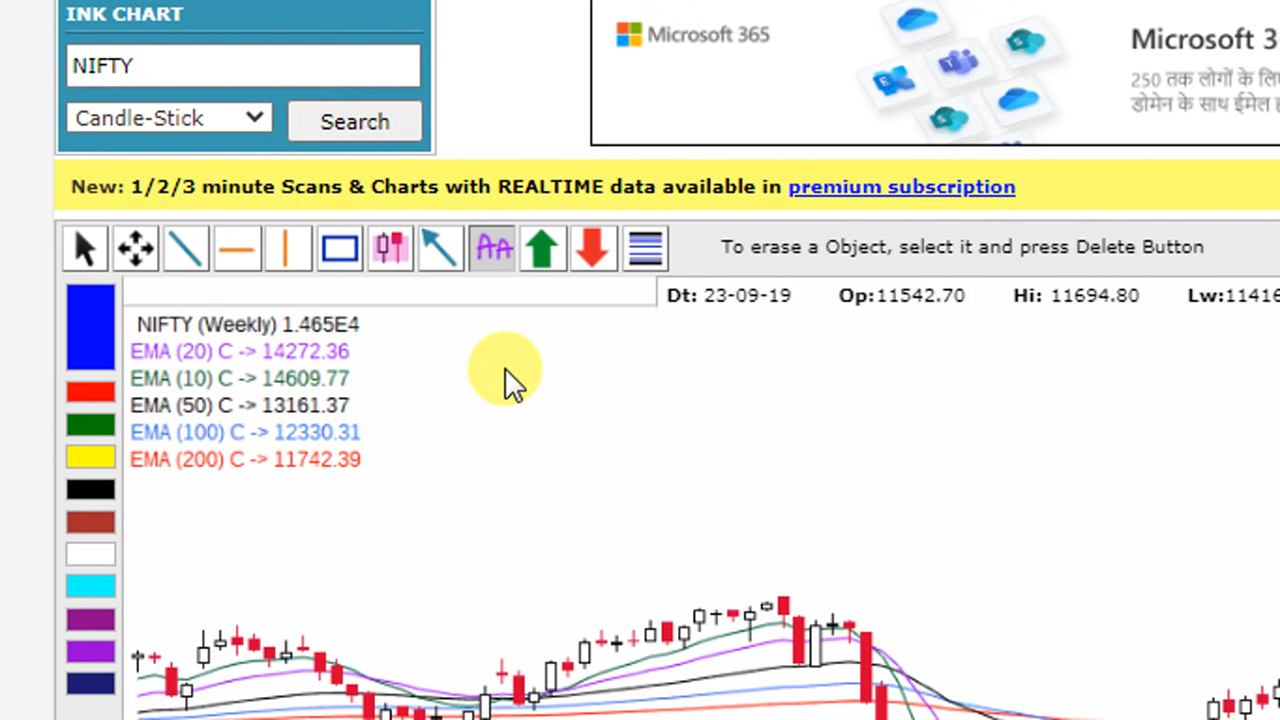 INK CHART
NIFTY
Candle-Stick Search
Microsoft 365
Microsoft 3
250 तक लोगों के
डोमेन के साथ ईमेल
New: 1/2/3 minute Scans & Charts with REALTIME data available in premium subscription
AA To erase a Object, select it and press Delete Button
Dt: 23-09-19 Op:11542.70 Hi: 11694.80 Lw:11416
NIFTY (Weekly) 1.465E4
EMA (20) C -> 14272.36
EMA (10) C -> 14609.77
EMA (50) C -> 13161.37
EMA (100) C -> 12330.31
EMA (200) C -> 11742.39